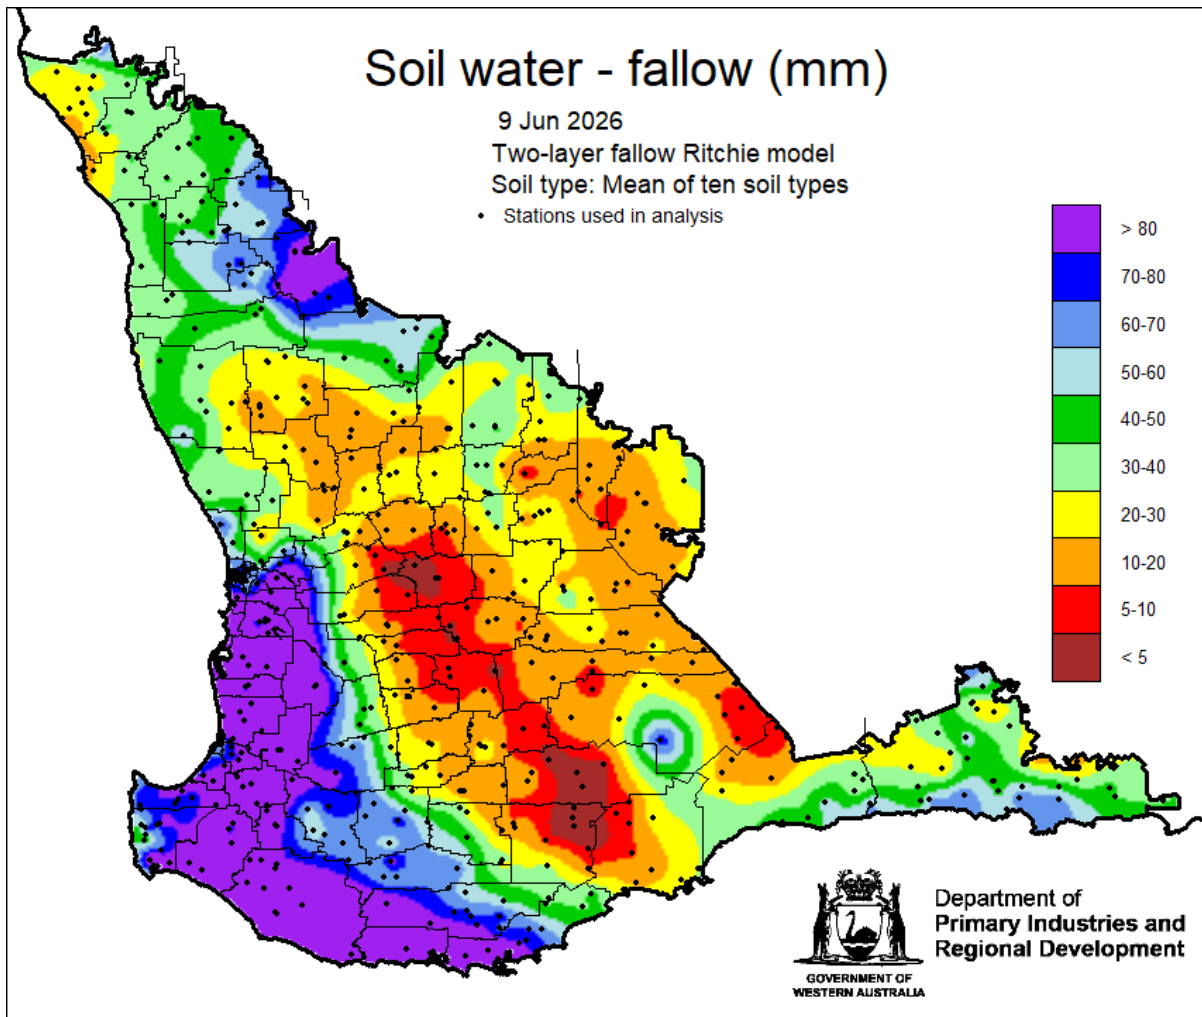 Soil water - fallow (mm)
9 Jun 2026
Two-layer fallow Ritchie model
Soil type: Mean of ten soil types
Stations used in analysis
> 80
70-80
60-70
50-60
40-50
30-40
20-30
10-20
5-10
< 5
Department of
Primary Industries and
Regional Development
GOVERNMENT OF
WESTERN AUSTRALIA